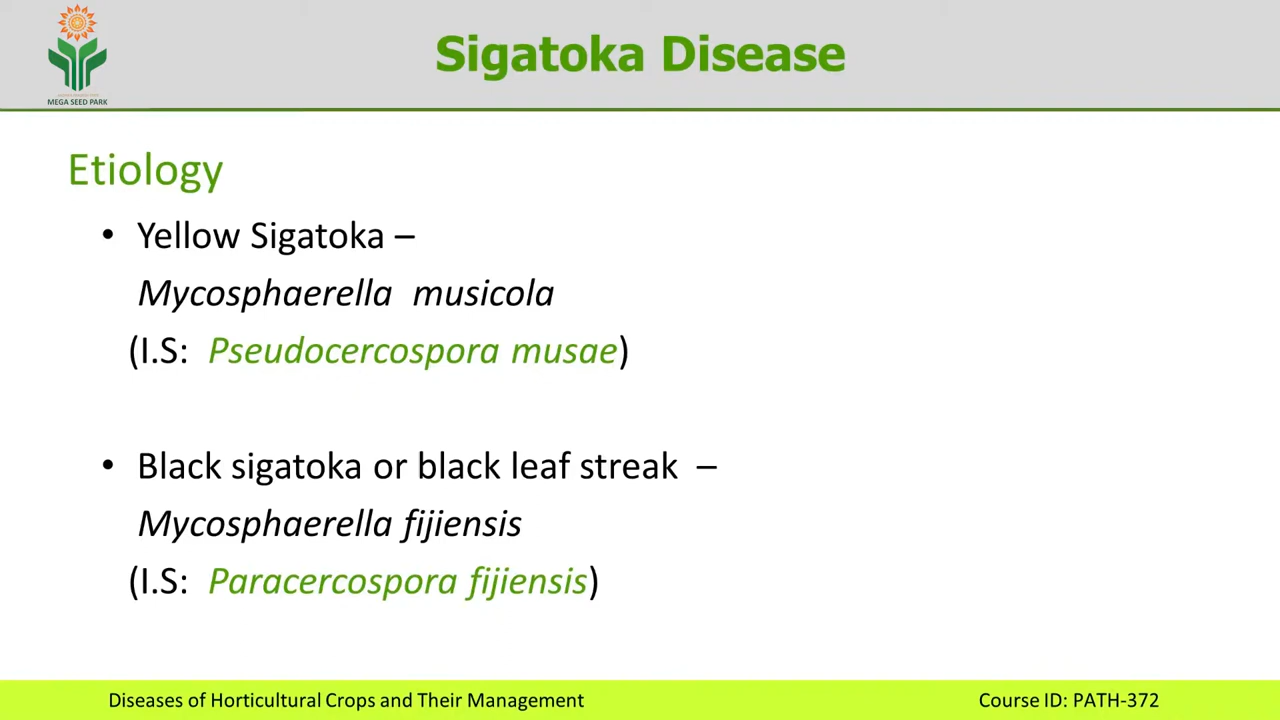 Sigatoka Disease
MEGA SEED PARK
Etiology
• Yellow Sigatoka –
Mycosphaerella musicola
(I.S: Pseudocercospora musae)
• Black sigatoka or black leaf streak –
Mycosphaerella fijiensis
(I.S: Paracercospora fijiensis)
Diseases of Horticultural Crops and Their Management
Course ID: PATH-372